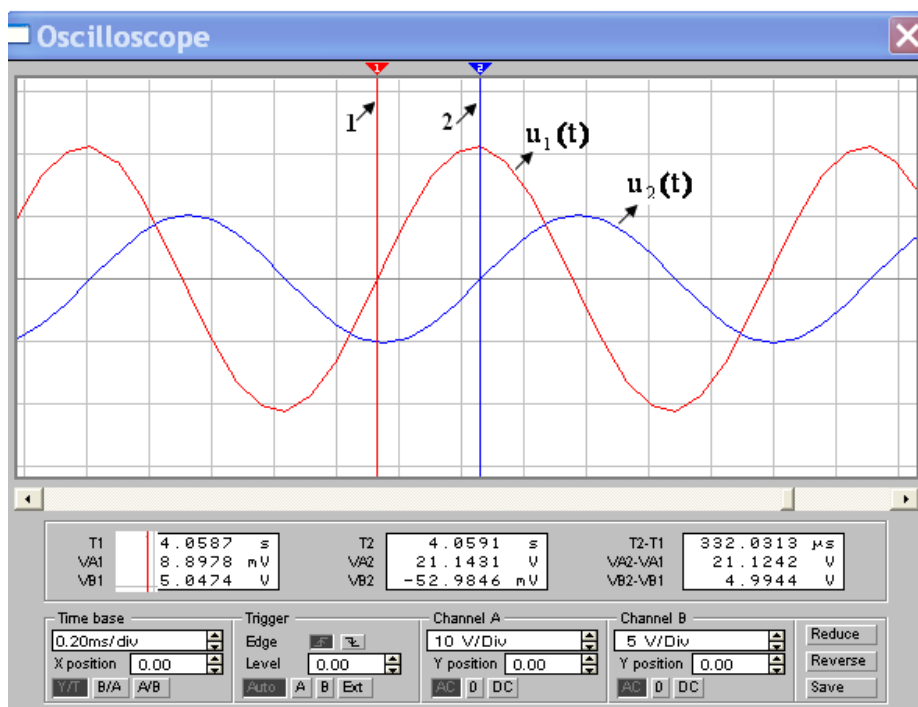 Oscilloscope
1 2
1 2 u₁(t)
u₂(t)
T1 4.0587 s T2 4.0591 s T2-T1 332.0313 µs
VA1 8.8978 mV VA2 21.1431 V VA2-VA1 21.1242 V
VB1 5.0474 V VB2 -52.9846 mV VB2-VB1 4.9944 V
Time base Trigger Channel A Channel B
0.20ms/div Edge 10 V/Div 5 V/Div Reduce
X position 0.00 Level 0.00 Y position 0.00 Y position 0.00 Reverse
Y/T B/A A/B Auto A B Ext AC 0 DC AC 0 DC Save